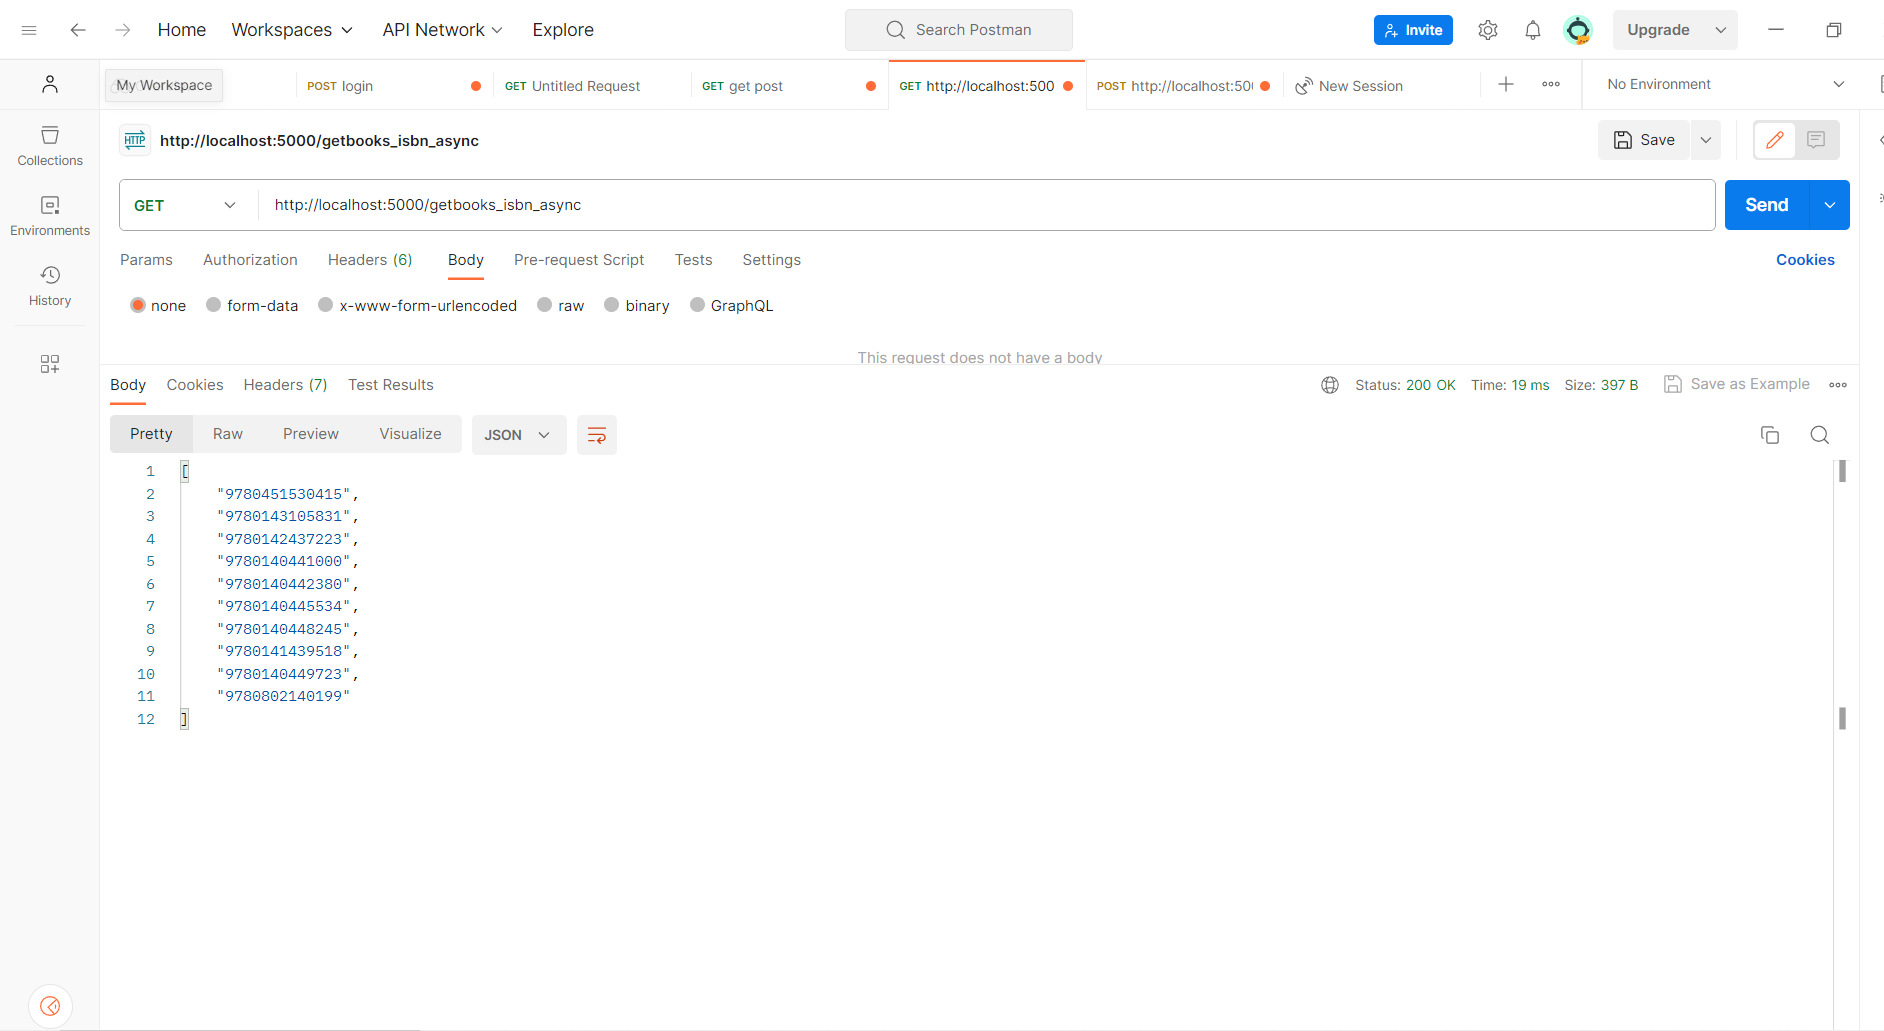 Home Workspaces API Network Explore Search Postman Invite Upgrade
My Workspace POST login GET Untitled Request GET get post GET http://localhost:500 POST http://localhost:50 New Session No Environment
HTTP http://localhost:5000/getbooks_isbn_async Save
Collections
GET http://localhost:5000/getbooks_isbn_async Send
Environments
Params Authorization Headers (6) Body Pre-request Script Tests Settings Cookies
History
none form-data x-www-form-urlencoded raw binary GraphQL
This request does not have a body
Body Cookies Headers (7) Test Results Status: 200 OK Time: 19 ms Size: 397 B Save as Example
Pretty Raw Preview Visualize JSON
1 [
2 "9780451530415",
3 "9780143105831",
4 "9780142437223",
5 "9780140441000",
6 "9780140442380",
7 "9780140445534",
8 "9780140448245",
9 "9780141439518",
10 "9780140449723",
11 "9780802140199"
12 ]